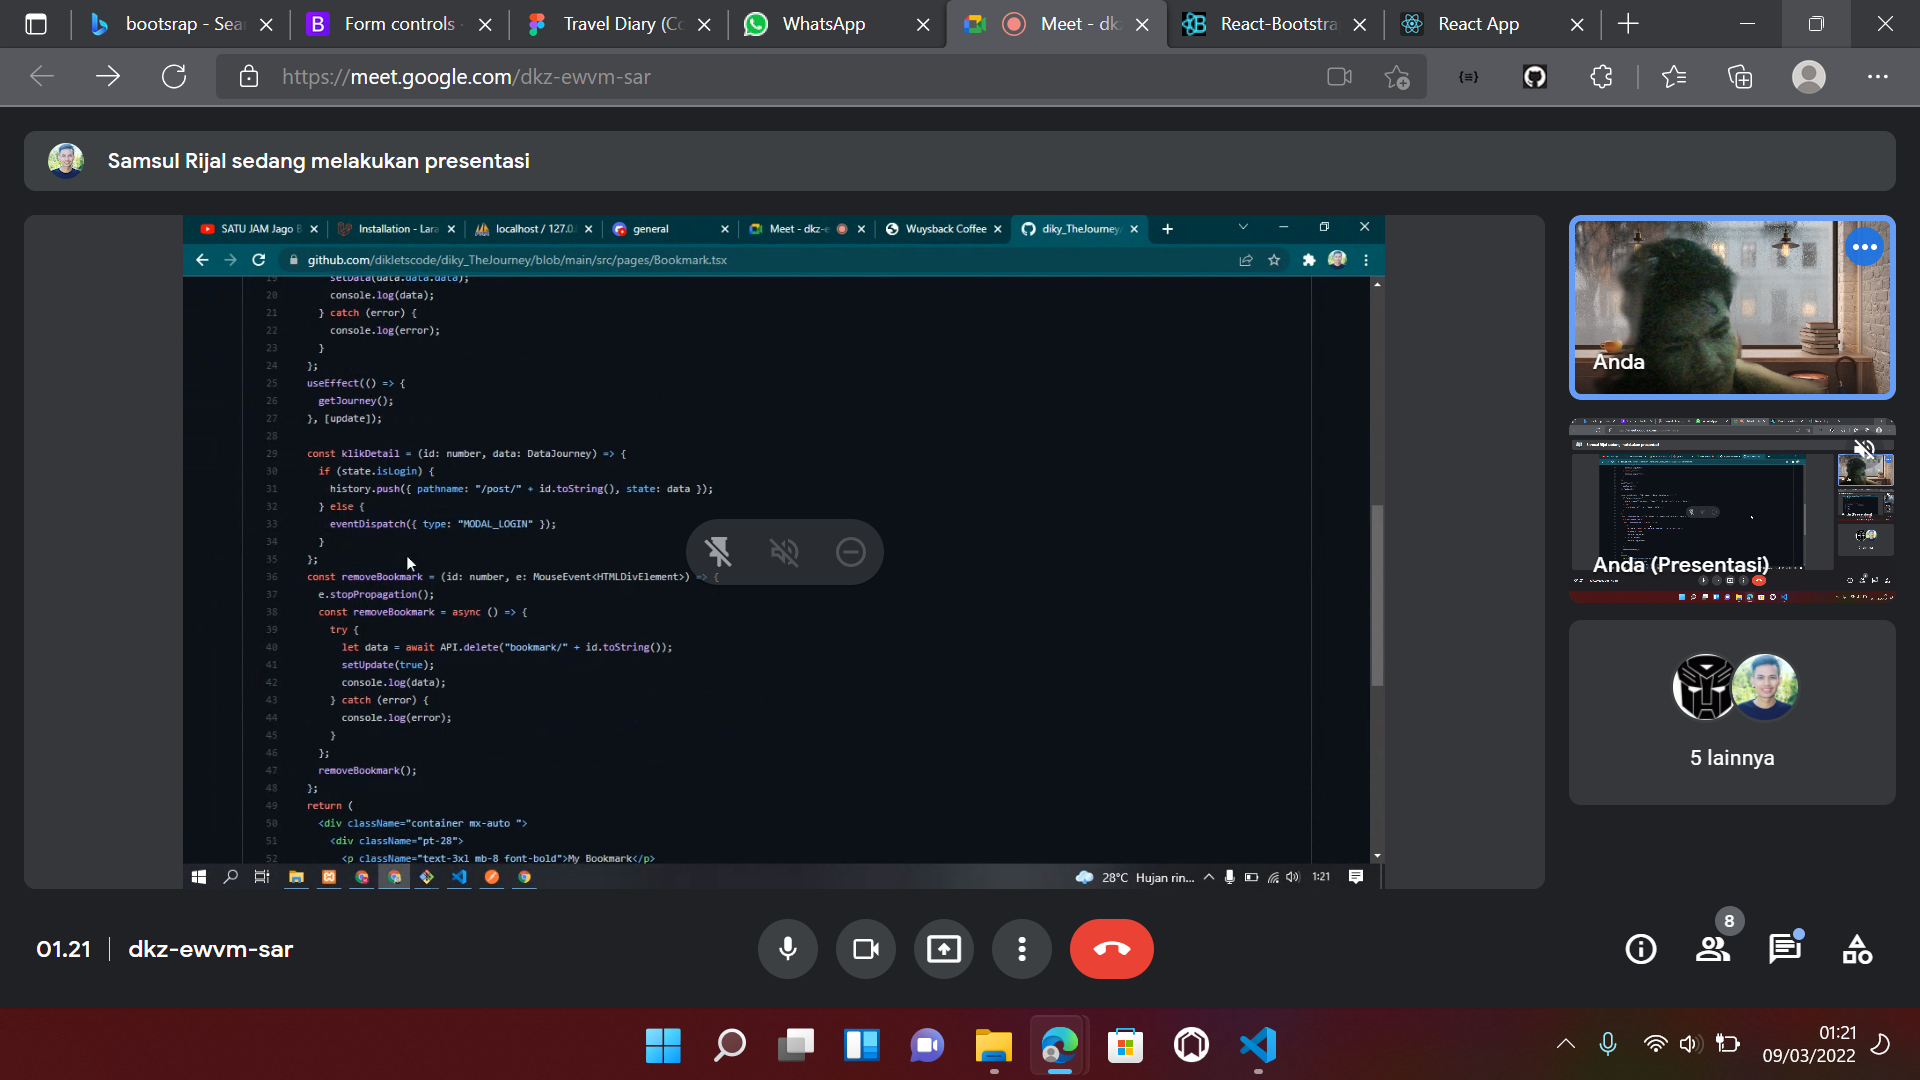 bootsrap - Sea
Form controls
Travel Diary (Co
WhatsApp
Meet - dk
React-Bootstra
React App
https://meet.google.com/dkz-ewvm-sar
Samsul Rijal sedang melakukan presentasi
SATU JAM Jago B
Installation - Lara
localhost / 127.0.
general
Meet - dkz-e
Wuysback Coffee
diky_TheJourney
github.com/dikletscode/diky_TheJourney/blob/main/src/pages/Bookmark.tsx
19 setData(data.data.data);
20 console.log(data);
21 } catch (error) {
22 console.log(error);
23 }
24 };
25 useEffect(() => {
26 getJourney();
27 }, [update]);
28
29 const klikDetail = (id: number, data: DataJourney) => {
30 if (state.isLogin) {
31 history.push({ pathname: "/post/" + id.toString(), state: data });
32 } else {
33 eventDispatch({ type: "MODAL_LOGIN" });
34 }
35 };
36 const removeBookmark = (id: number, e: MouseEvent<HTMLDivElement>) => {
37 e.stopPropagation();
38 const removeBookmark = async () => {
39 try {
40 let data = await API.delete("bookmark/" + id.toString());
41 setUpdate(true);
42 console.log(data);
43 } catch (error) {
44 console.log(error);
45 }
46 };
47 removeBookmark();
48 };
49 return (
50 <div className="container mx-auto ">
51 <div className="pt-28">
52 <p className="text-3xl mb-8 font-bold">My Bookmark</p>
28°C Hujan rin...
1:21
Anda
Anda (Presentasi)
5 lainnya
01.21
dkz-ewvm-sar
8
01:21
09/03/2022